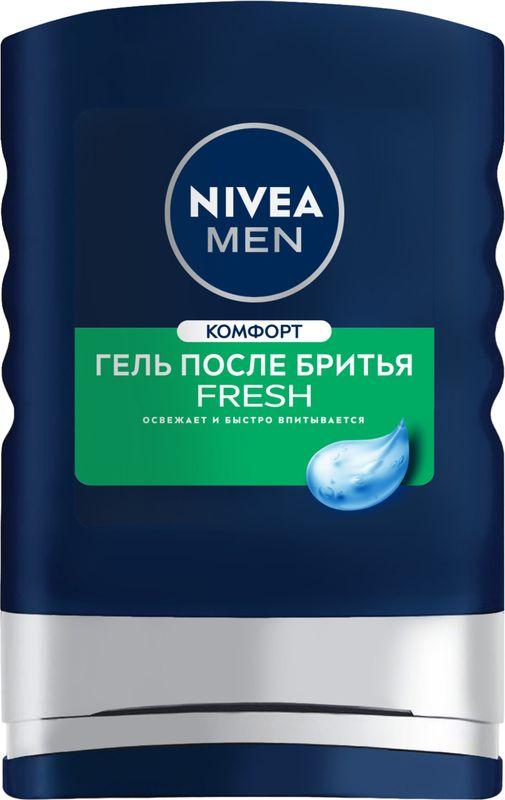 NIVEA
MEN
КОМФОРТ
ГЕЛЬ ПОСЛЕ БРИТЬЯ
FRESH
ОСВЕЖАЕТ И БЫСТРО ВПИТЫВАЕТСЯ